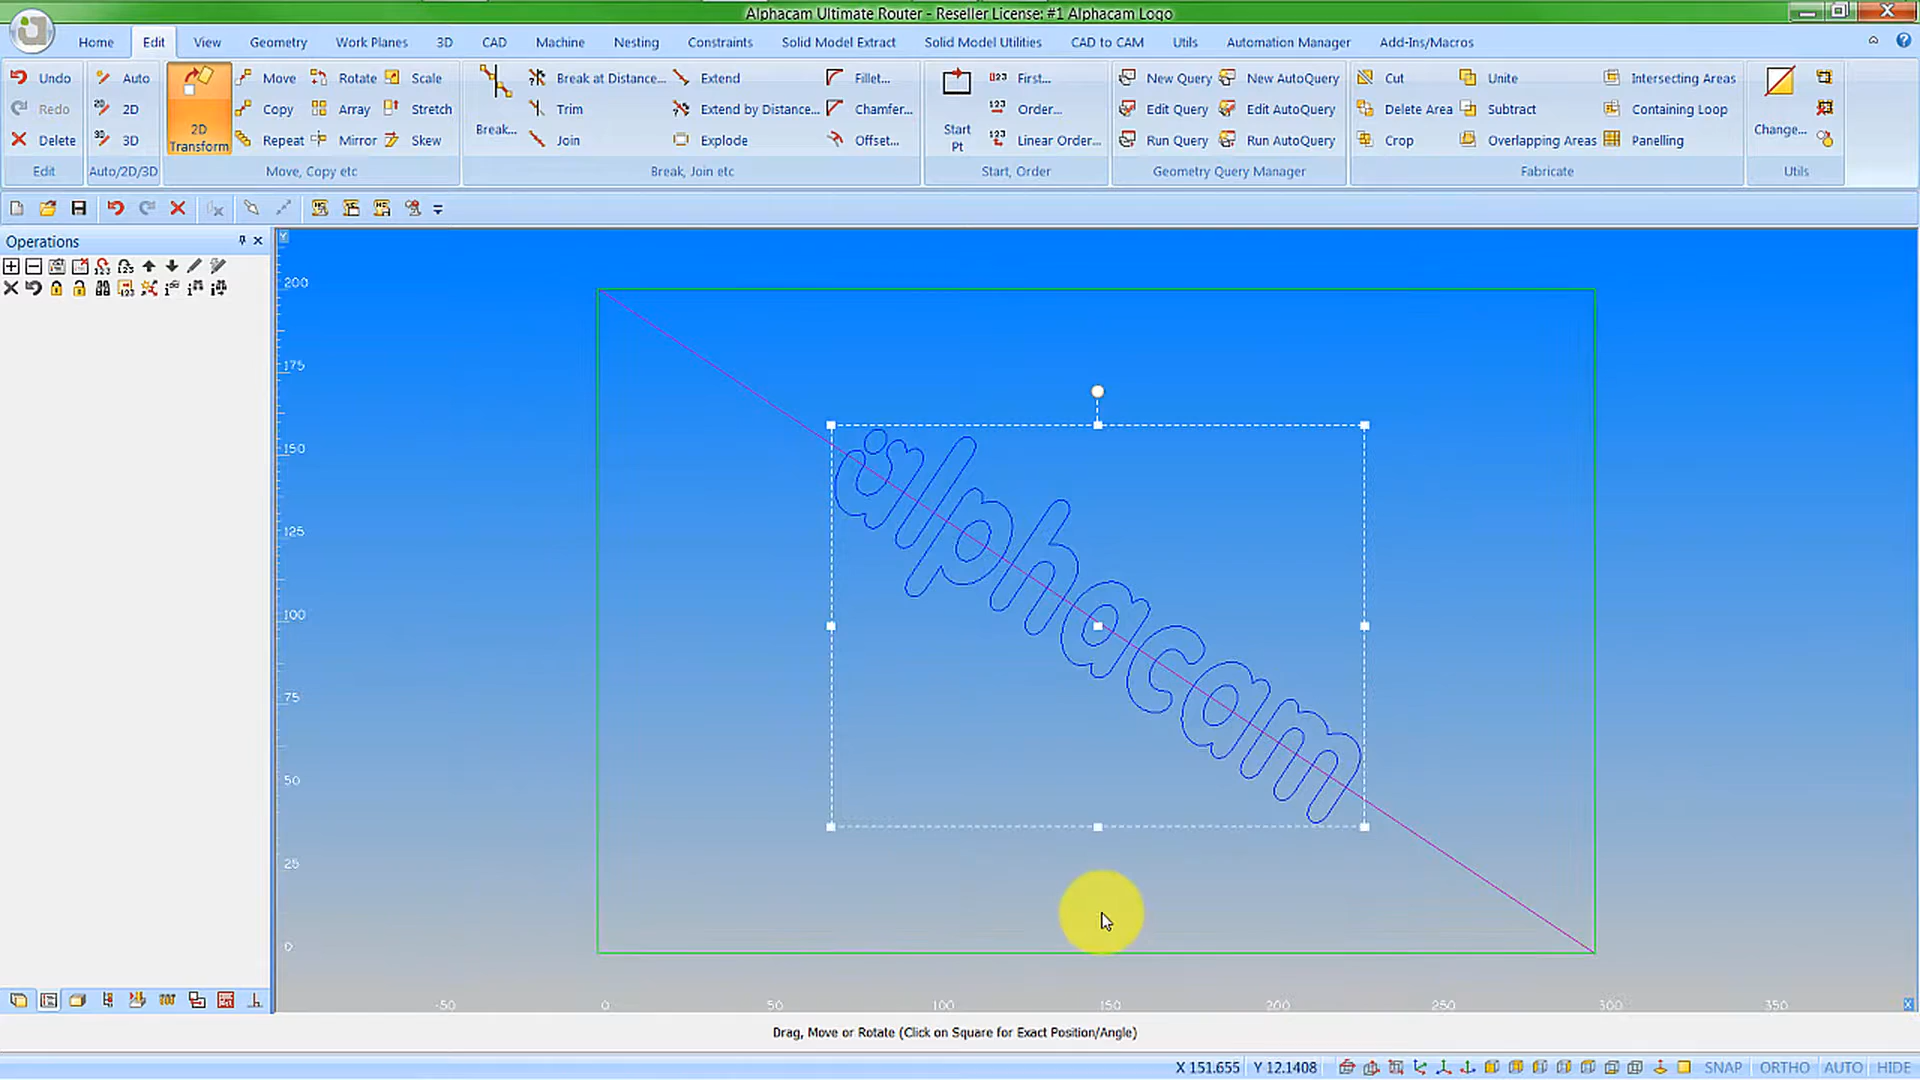 Alphacam Ultimate Router - Reseller License: #1 Alphacam Logo
Home Edit View Geometry Work Planes 3D CAD Machine Nesting Constraints Solid Model Extract Solid Model Utilities CAD to CAM Utils Automation Manager Add-Ins/Macros
Undo Auto Move Rotate Scale Break at Distance... Extend Fillet... First... New Query New AutoQuery Cut Unite Intersecting Areas
Redo 2D Copy Array Stretch Trim Extend by Distance... Chamfer... Order... Edit Query Edit AutoQuery Delete Area Subtract Containing Loop
2D Break... Start Change...
Delete 3D Transform Repeat Mirror Skew Join Explode Offset... Pt Linear Order... Run Query Run AutoQuery Crop Overlapping Areas Panelling
Edit Auto/2D/3D Move, Copy etc Break, Join etc Start, Order Geometry Query Manager Fabricate Utils
Operations
Y
200
175
150
125
100
75
50
25
0
alphacam
-50 0 50 100 150 200 250 300 350 X
Drag, Move or Rotate (Click on Square for Exact Position/Angle)
X 151.655 Y 12.1408 SNAP ORTHO AUTO HIDE